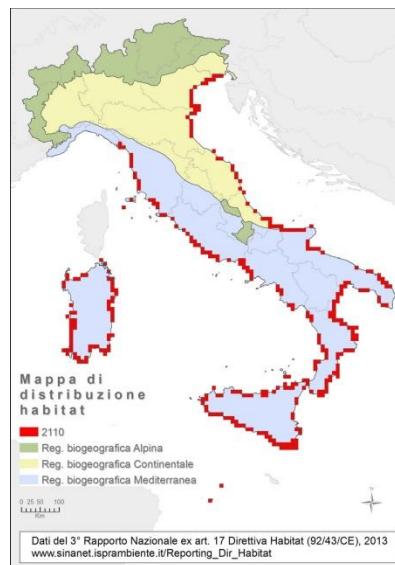 Mappa di
distribuzione
habitat
2110
Reg. biogeografica Alpina
Reg. biogeografica Continentale
Reg. biogeografica Mediterranea
0 25 50 100
Km
Dati del 3° Rapporto Nazionale ex art. 17 Direttiva Habitat (92/43/CE), 2013
www.sinanet.isprambiente.it/Reporting_Dir_Habitat